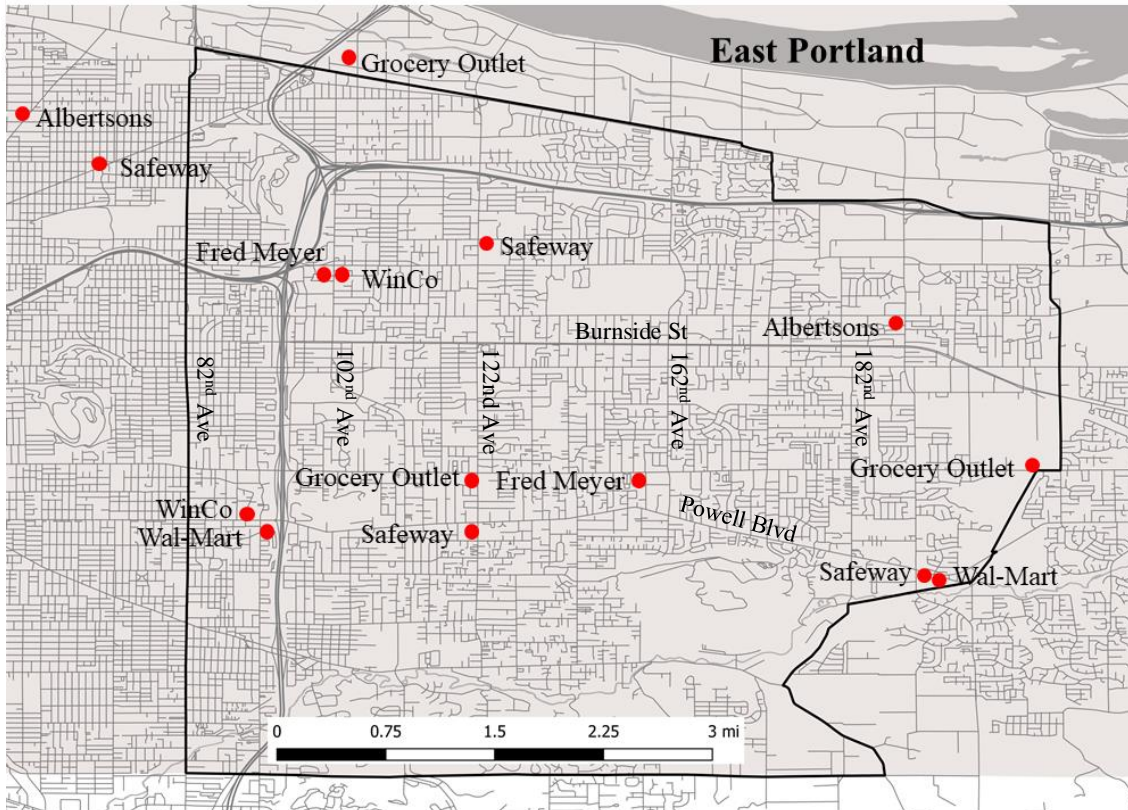 East Portland
Grocery Outlet
Albertsons
Safeway
Safeway
Fred Meyer
WinCo
Burnside St
Albertsons
82nd Ave
102nd Ave
122nd Ave
162nd Ave
182nd Ave
Grocery Outlet
Grocery Outlet
Fred Meyer
WinCo
Wal-Mart
Safeway
Powell Blvd
Safeway
Wal-Mart
0 0.75 1.5 2.25 3 mi